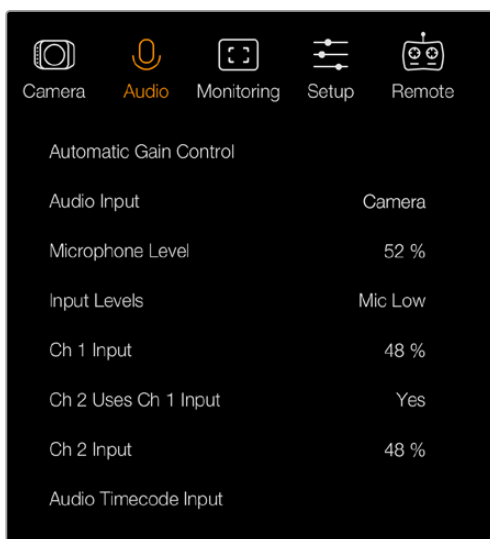 Camera Audio Monitoring Setup Remote
Automatic Gain Control
Audio Input Camera
Microphone Level 52 %
Input Levels Mic Low
Ch 1 Input 48 %
Ch 2 Uses Ch 1 Input Yes
Ch 2 Input 48 %
Audio Timecode Input